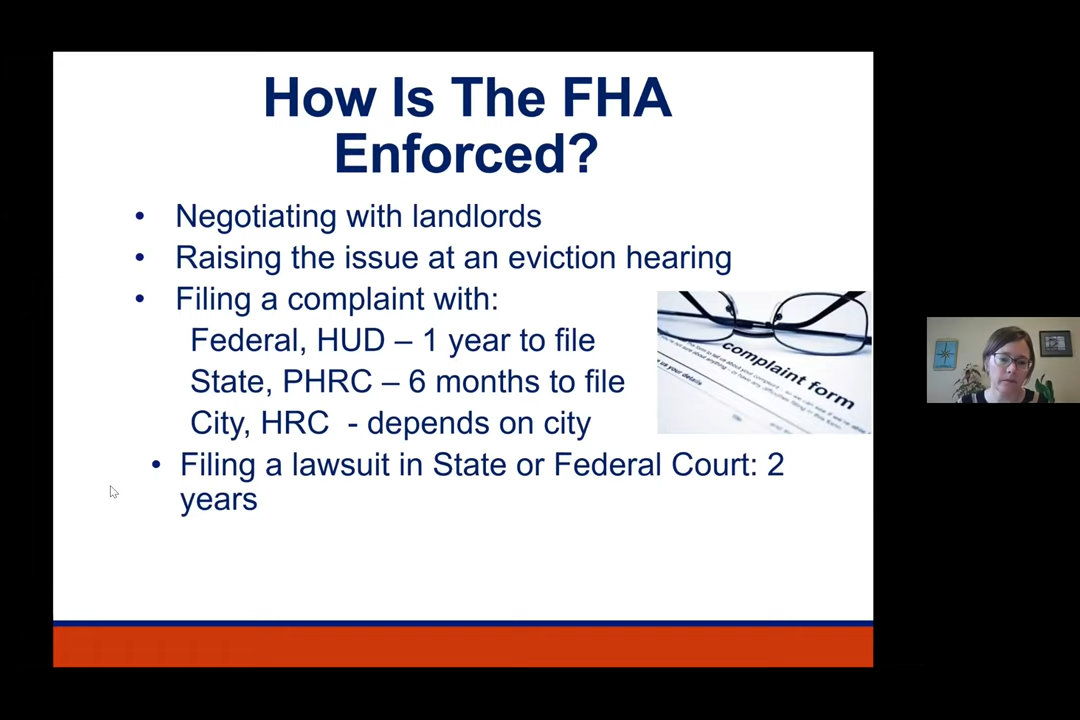 How Is The FHA
Enforced?
• Negotiating with landlords
• Raising the issue at an eviction hearing
• Filing a complaint with:
Federal, HUD – 1 year to file
State, PHRC – 6 months to file
City, HRC - depends on city
• Filing a lawsuit in State or Federal Court: 2
years
complaint form